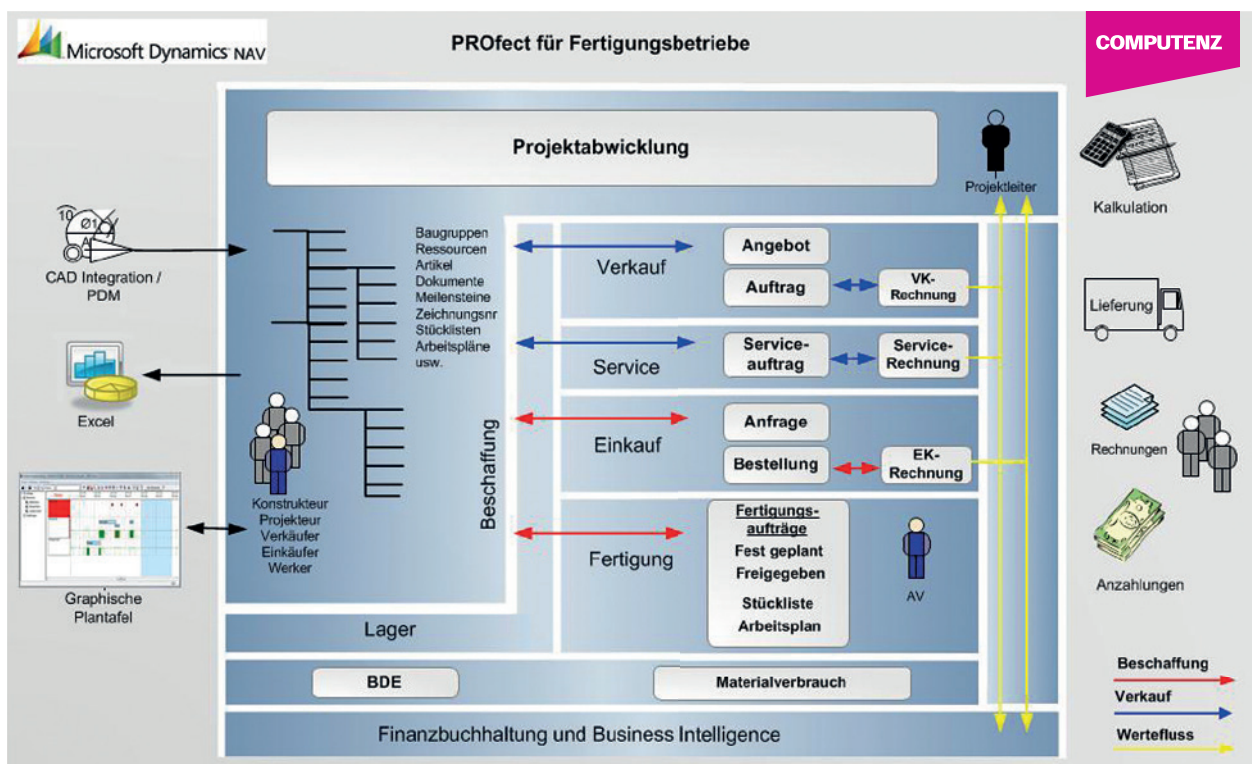 Microsoft Dynamics NAV
PROfect für Fertigungsbetriebe
COMPUTENZ
Projektabwicklung
Projektleiter
Kalkulation
10
CAD Integration /
PDM
Baugruppen
Ressourcen
Artikel
Dokumente
Meilensteine
Zeichnungsnr
Stücklisten
Arbeitspläne
usw.
Verkauf
Angebot
Auftrag
VK-
Rechnung
Lieferung
Service
Service-
auftrag
Service-
Rechnung
Excel
Beschaffung
Einkauf
Anfrage
Bestellung
EK-
Rechnung
Rechnungen
Konstrukteur
Projekteur
Verkäufer
Einkäufer
Werker
Fertigung
Fertigungs-
aufträge
Fest geplant
Freigegeben
Stückliste
Arbeitsplan
AV
Anzahlungen
Graphische
Plantafel
Lager
BDE
Materialverbrauch
Finanzbuchhaltung und Business Intelligence
Beschaffung
Verkauf
Wertefluss